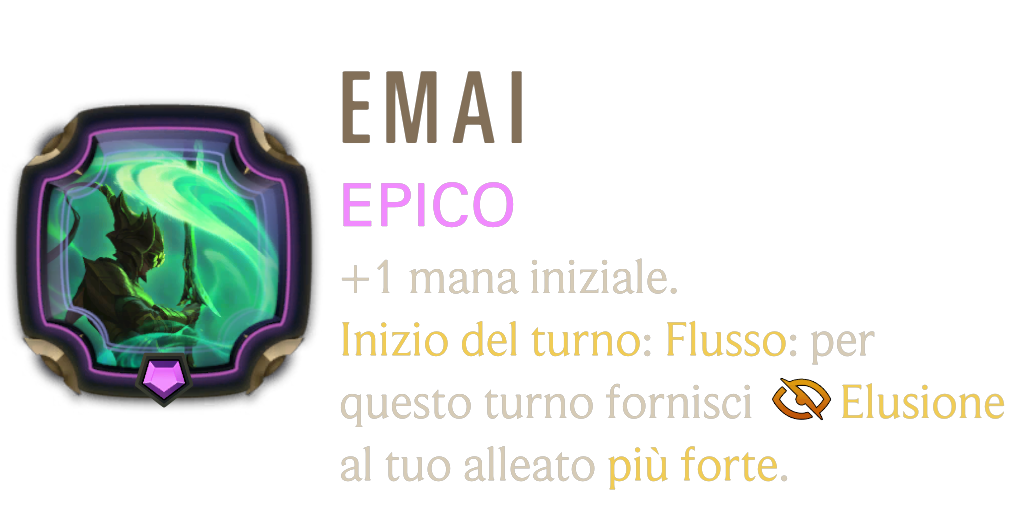 EMAI
EPICO
+1 mana iniziale.
Inizio del turno: Flusso: per
questo turno fornisci Elusione
al tuo alleato più forte.